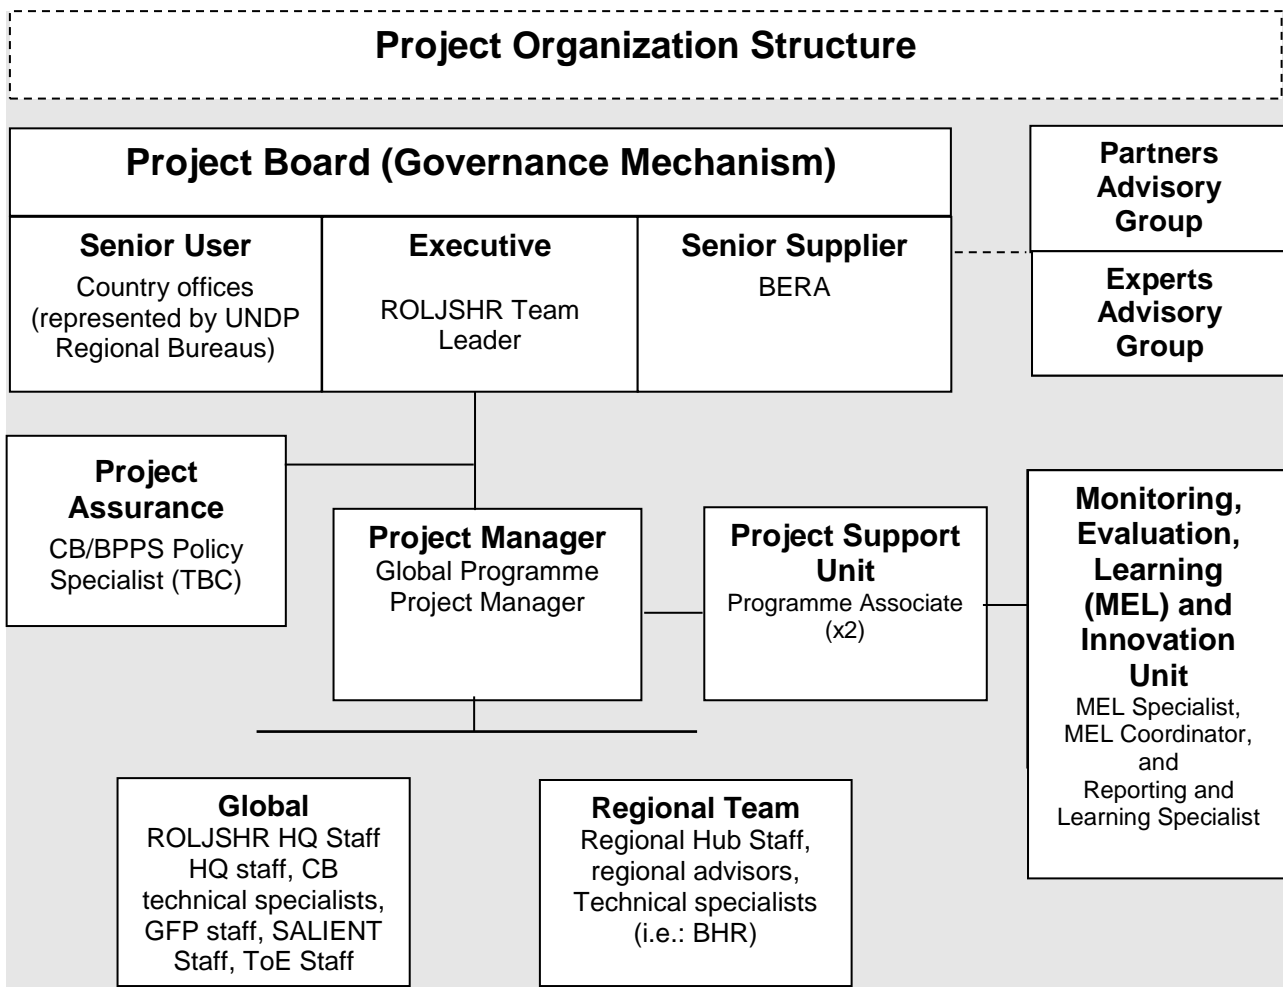 Project Organization Structure
Project Board (Governance Mechanism)
Senior User
Country offices
(represented by UNDP
Regional Bureaus)
Executive
ROLJSHR Team
Leader
Senior Supplier
BERA
Partners
Advisory
Group
Experts
Advisory
Group
Project
Assurance
CB/BPPS Policy
Specialist (TBC)
Project Manager
Global Programme
Project Manager
Project Support
Unit
Programme Associate
(x2)
Monitoring,
Evaluation,
Learning
(MEL) and
Innovation
Unit
MEL Specialist,
MEL Coordinator,
and
Reporting and
Learning Specialist
Global
ROLJSHR HQ Staff
HQ staff, CB
technical specialists,
GFP staff, SALIENT
Staff, ToE Staff
Regional Team
Regional Hub Staff,
regional advisors,
Technical specialists
(i.e.: BHR)